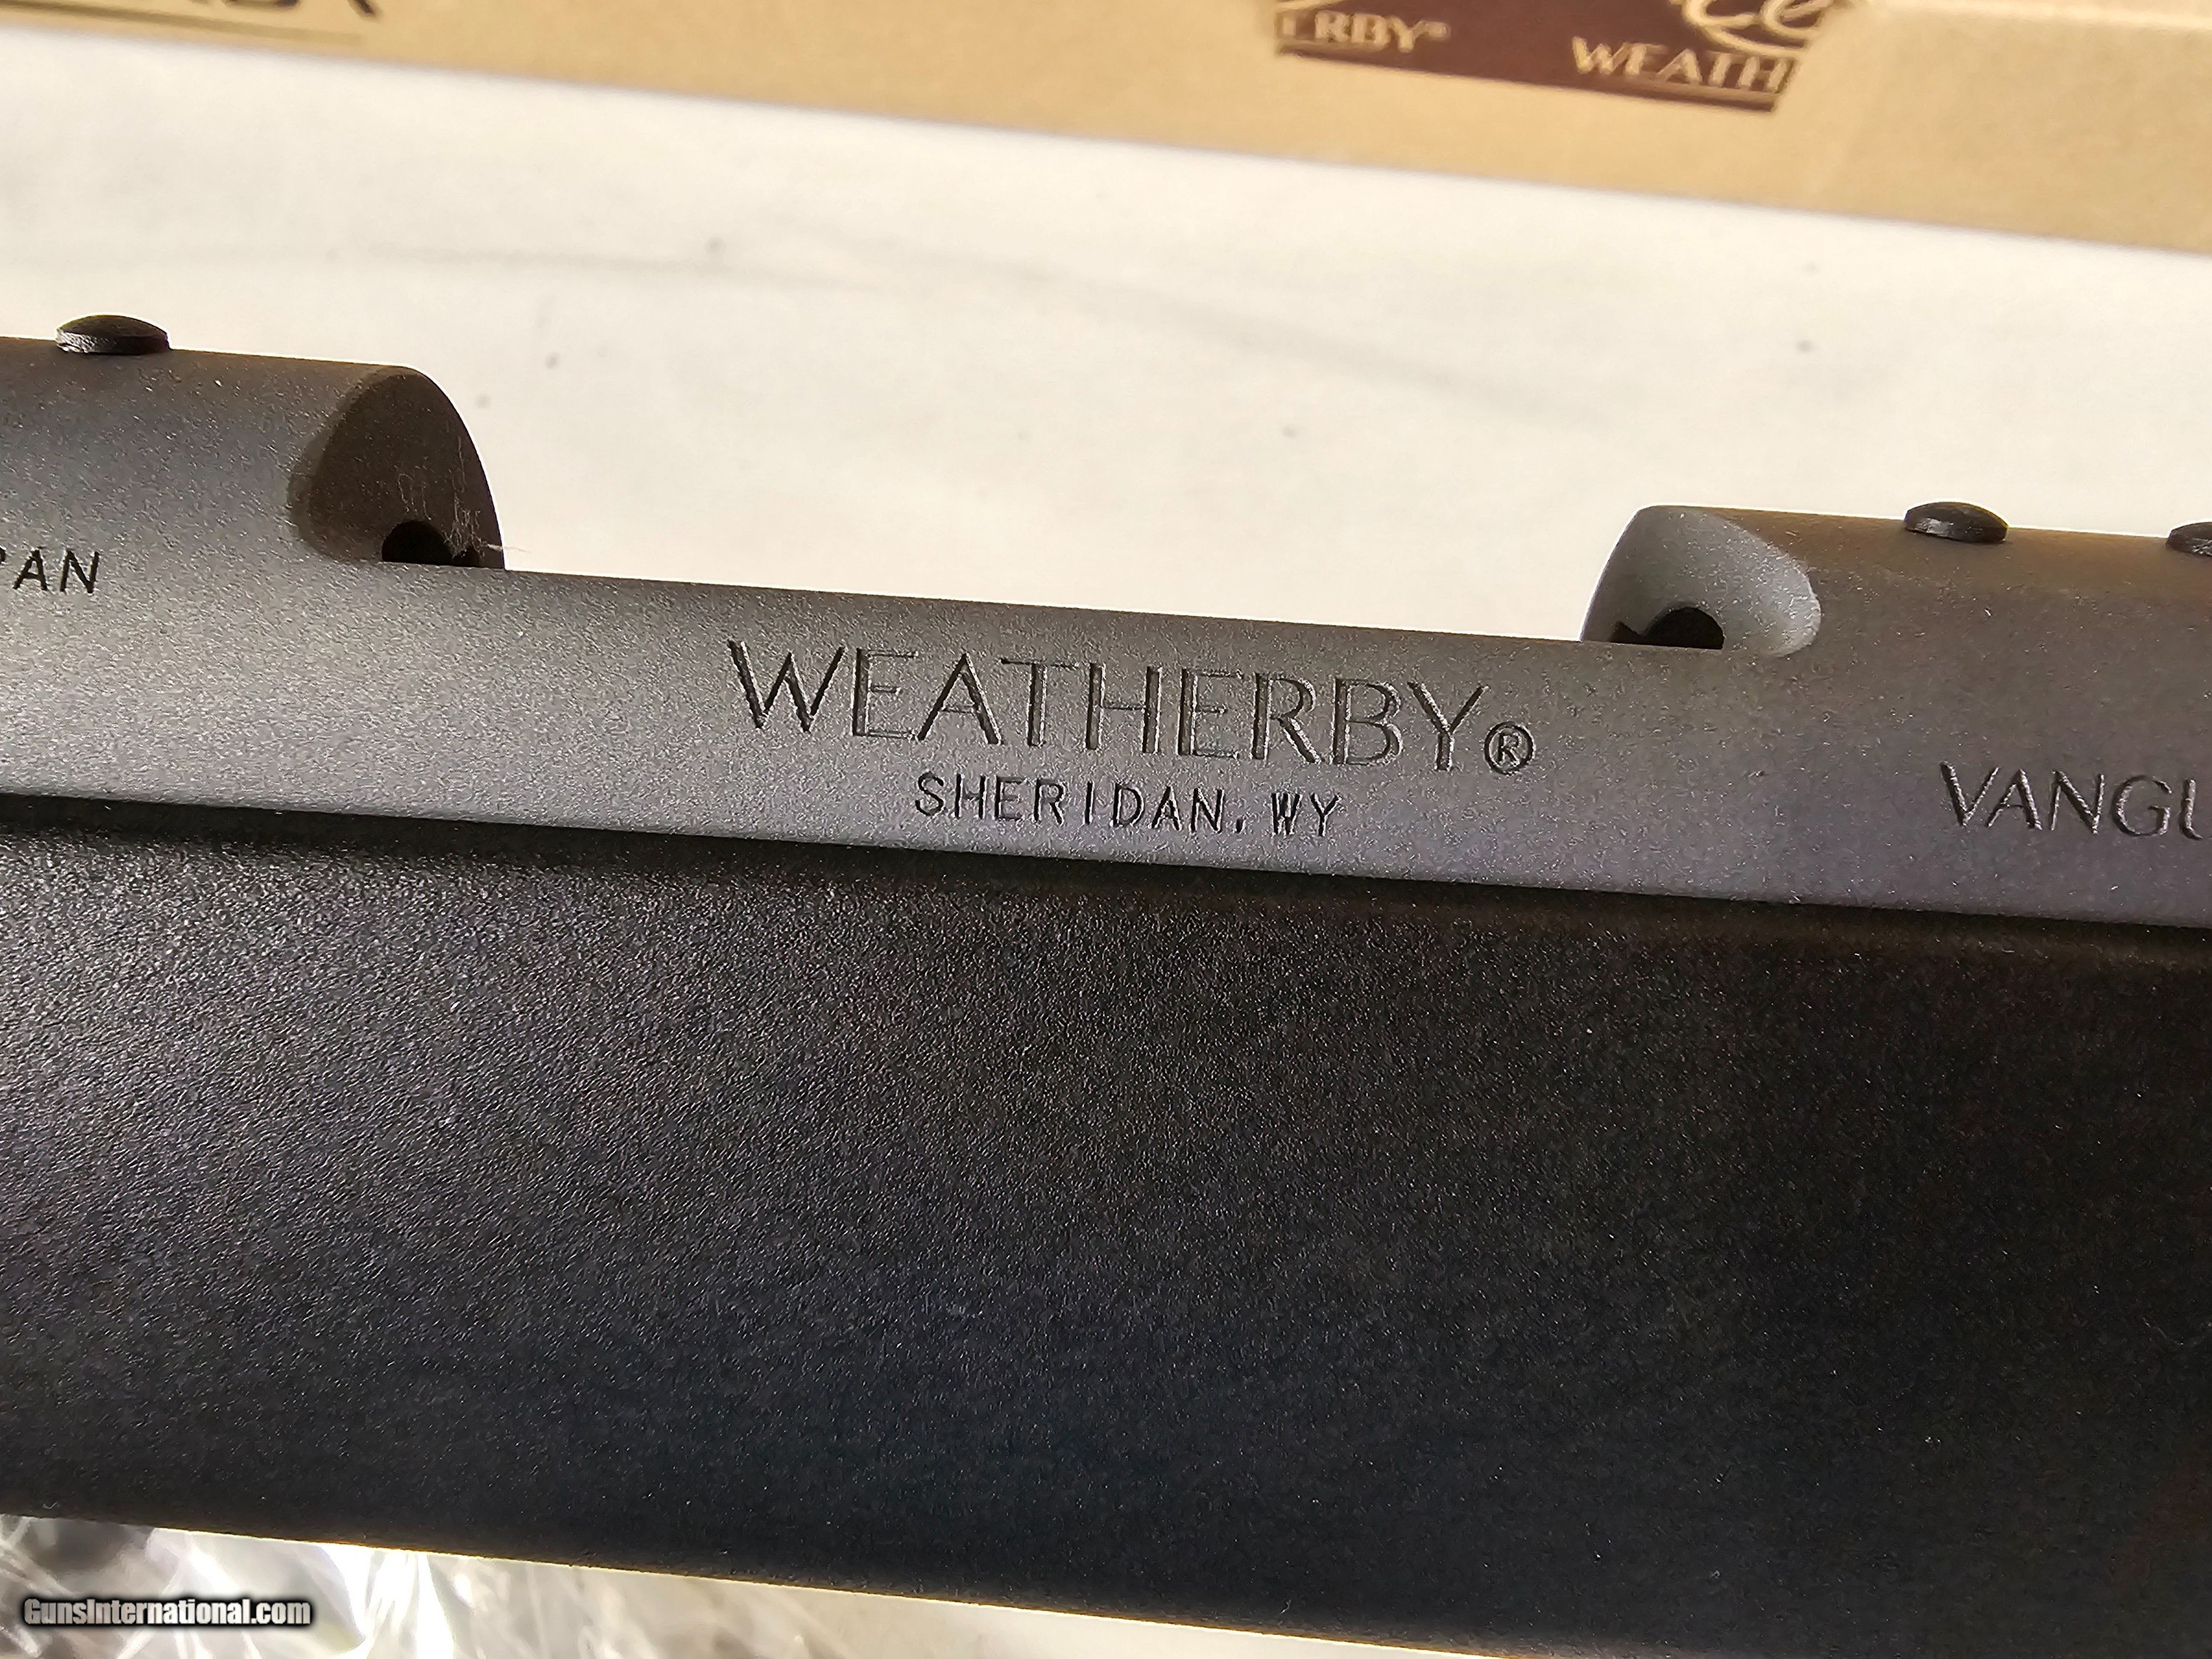 ERBY®
WEATH
PAN
WEATHERBY®
SHERIDAN, WY
VANGU
GunsInternational.com